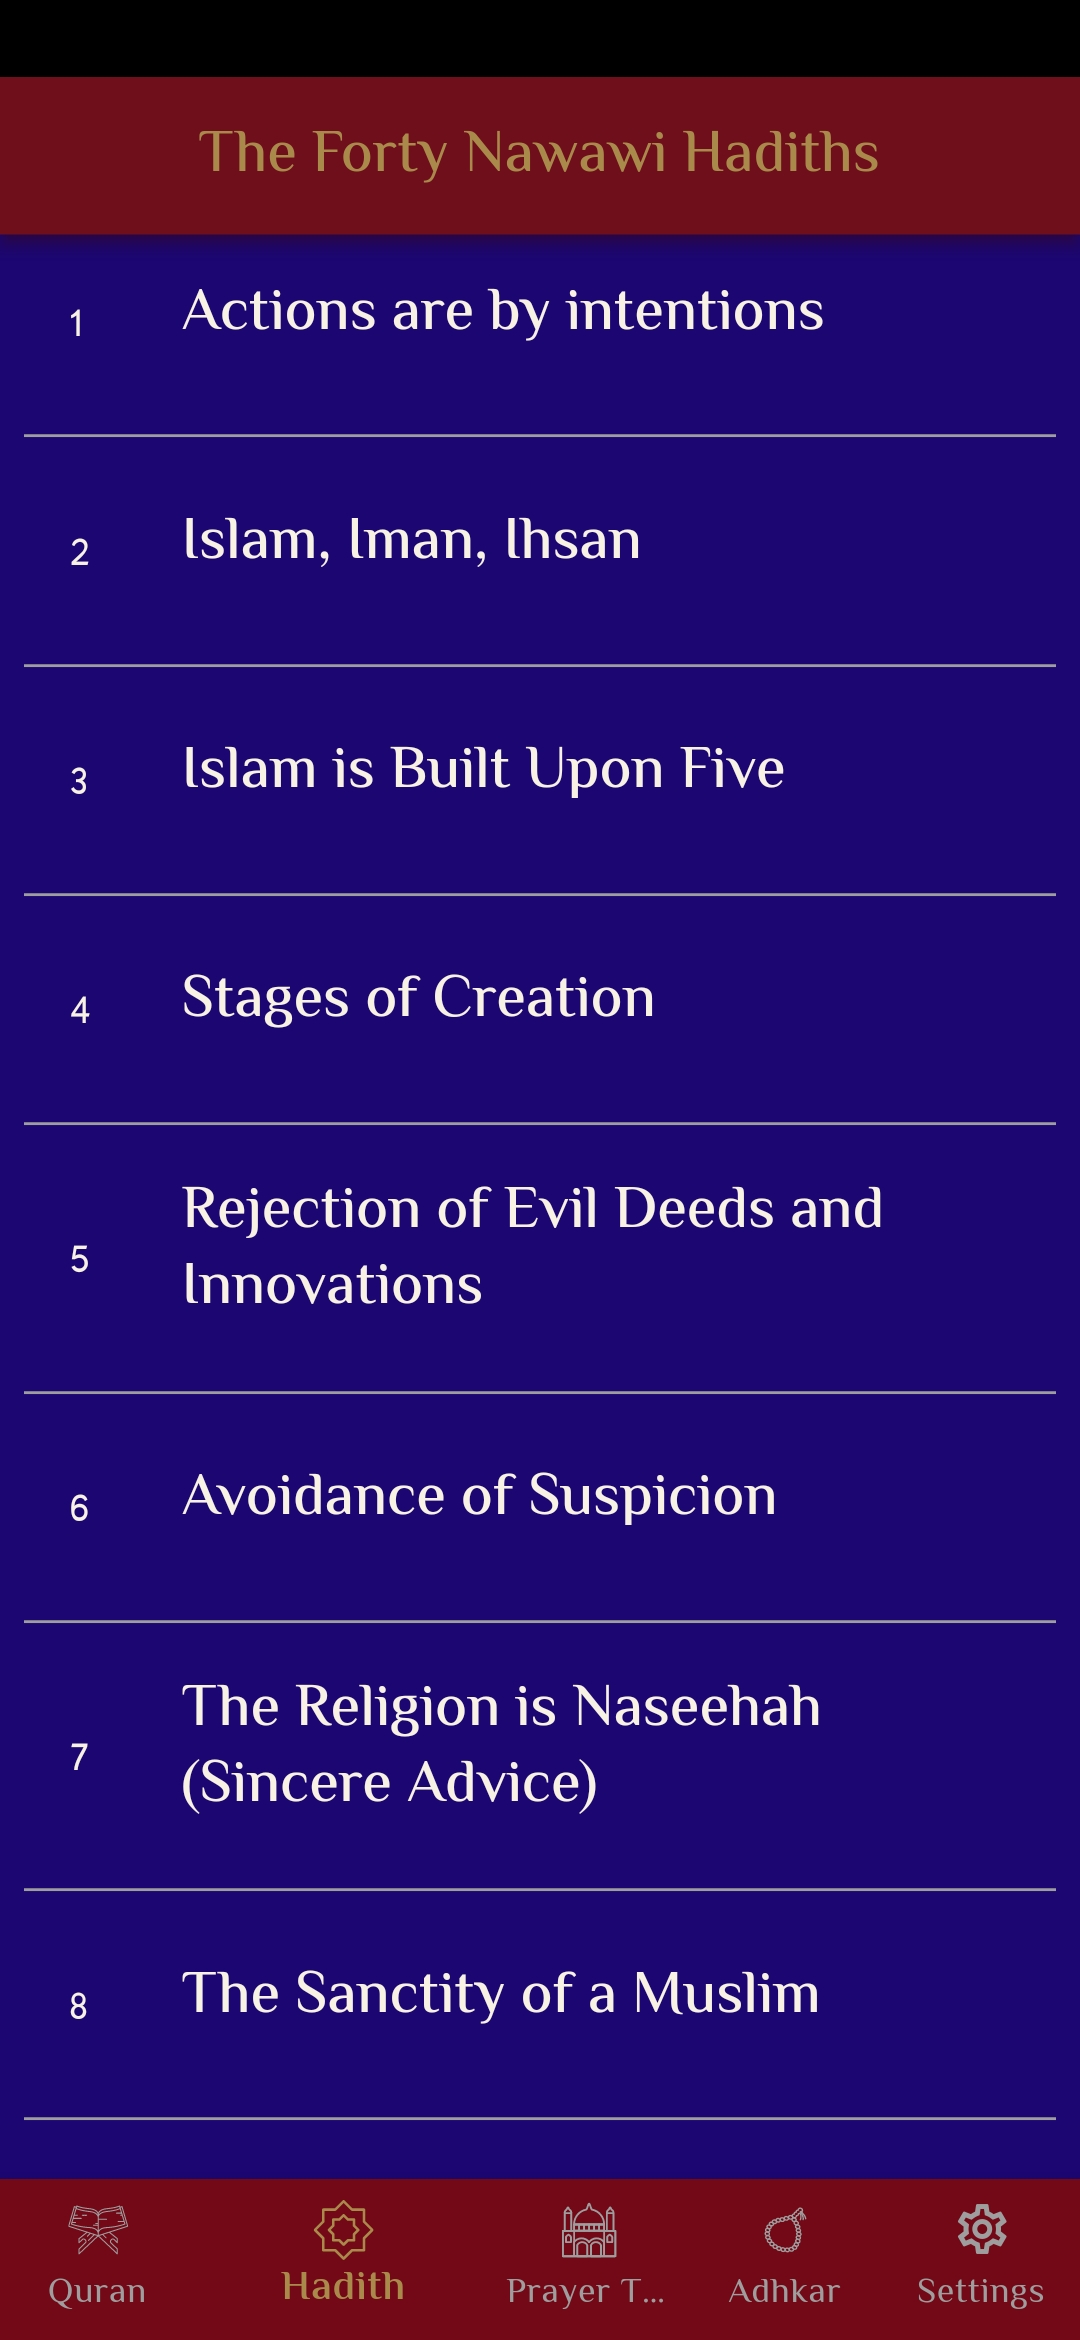 The Forty Nawawi Hadiths
1
Actions are by intentions
2
Islam, Iman, Ihsan
3
Islam is Built Upon Five
4
Stages of Creation
5
Rejection of Evil Deeds and
Innovations
6
Avoidance of Suspicion
7
The Religion is Naseehah
(Sincere Advice)
8
The Sanctity of a Muslim
Quran
Hadith
Prayer T...
Adhkar
Settings